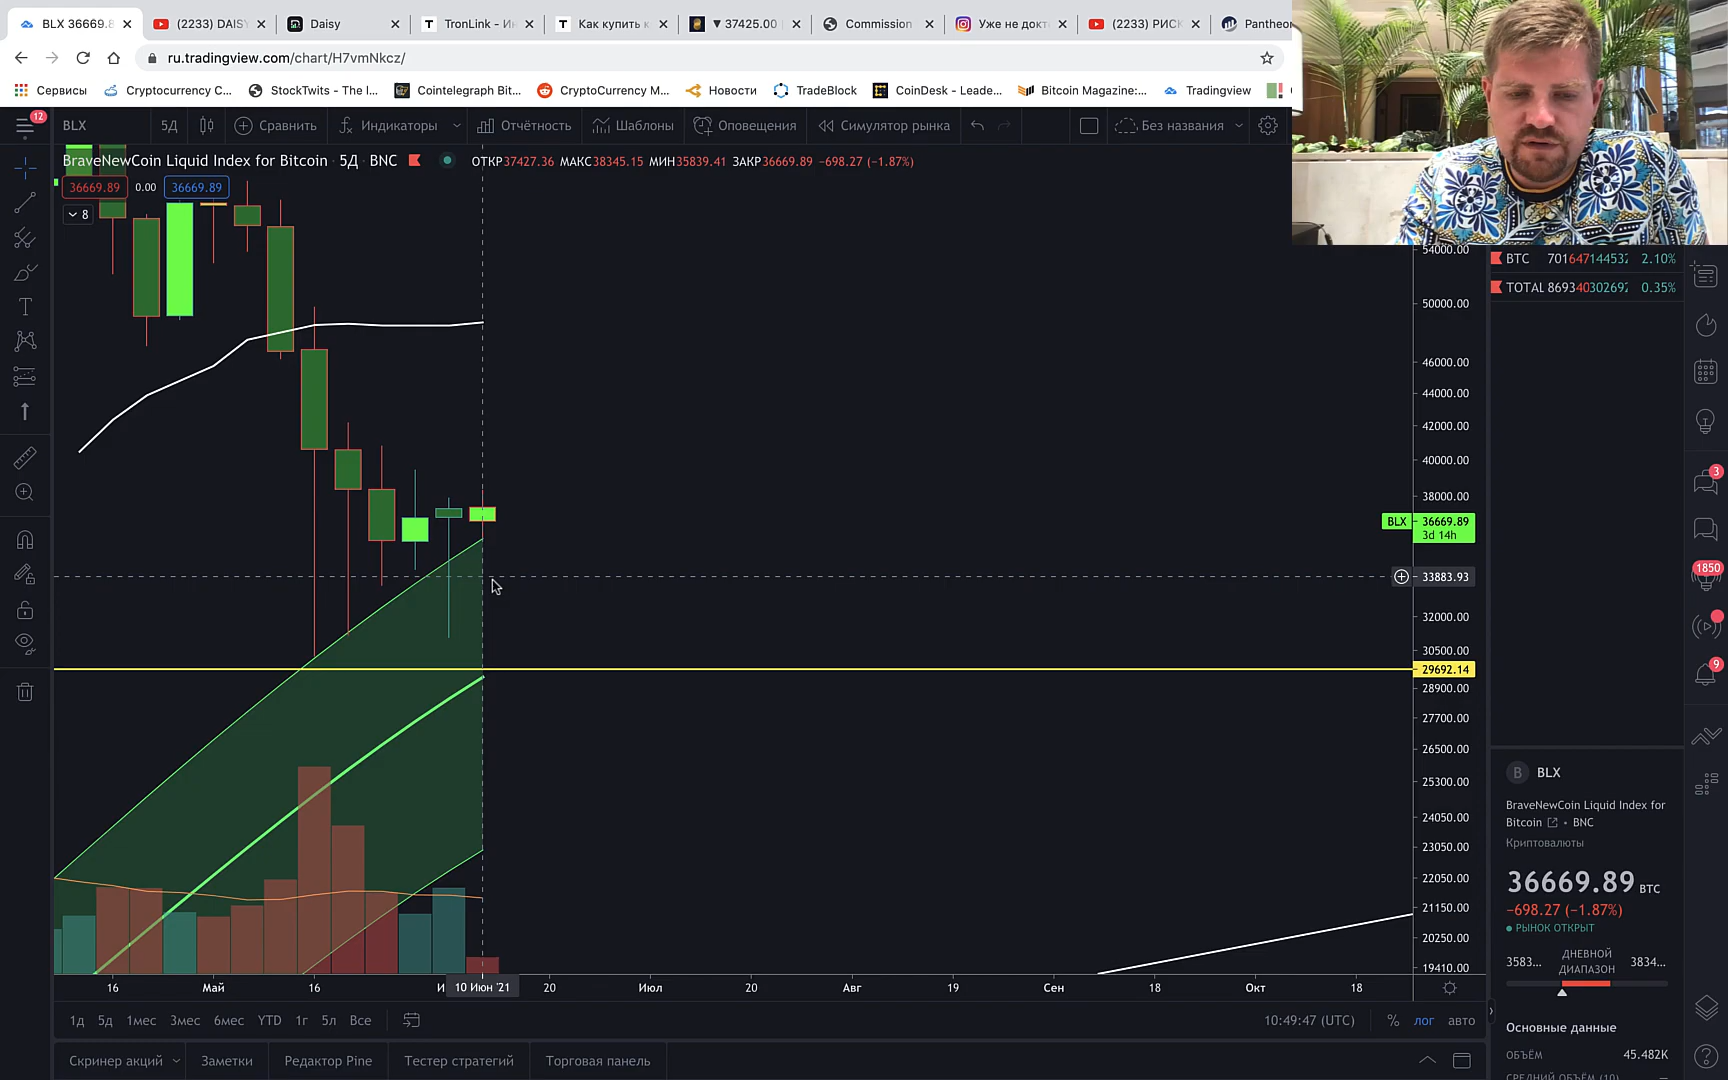 BLX 36669.8
(2233) DAISY
Daisy
TronLink - Ин
Как купить к
▼ 37425.00
Commission
Уже не докт
(2233) РИСК
Pantheon
ru.tradingview.com/chart/H7vmNkcz/
Сервисы
Cryptocurrency C...
StockTwits - The l...
Cointelegraph Bit...
CryptoCurrency M...
Новости
TradeBlock
CoinDesk - Leade...
Bitcoin Magazine:...
Tradingview
12
BLX
5Д
Сравнить
Индикаторы
Отчётность
Шаблоны
Оповещения
Симулятор рынка
Без названия
BraveNewCoin Liquid Index for Bitcoin · 5Д · BNC
ОТКР37427.36 МАКС38345.15 МИН35839.41 ЗАКР36669.89 −698.27 (−1.87%)
36669.89 0.00 36669.89
8
54000.00
50000.00
46000.00
44000.00
42000.00
40000.00
38000.00
BLX 36669.89
3d 14h
33883.93
32000.00
30500.00
29692.14
28900.00
27700.00
26500.00
25300.00
24050.00
23050.00
22050.00
21150.00
20250.00
19410.00
16
Май
16
И
10 Июн '21
20
Июл
20
Авг
19
Сен
18
Окт
18
1д 5д 1мес 3мес 6мес YTD 1г 5л Все
10:49:47 (UTC) % лог авто
Скринер акций
Заметки
Редактор Pine
Тестер стратегий
Торговая панель
BTC 701647144532 2.10%
TOTAL 869340302692 0.35%
3
1850
9
B BLX
BraveNewCoin Liquid Index for
Bitcoin • BNC
Криптовалюты
36669.89 BTC
−698.27 (−1.87%)
РЫНОК ОТКРЫТ
3583... ДНЕВНОЙ ДИАПАЗОН 3834...
Основные данные
ОБЪЁМ 45.482K
СРЕДНИЙ ОБЪЁМ (10) —